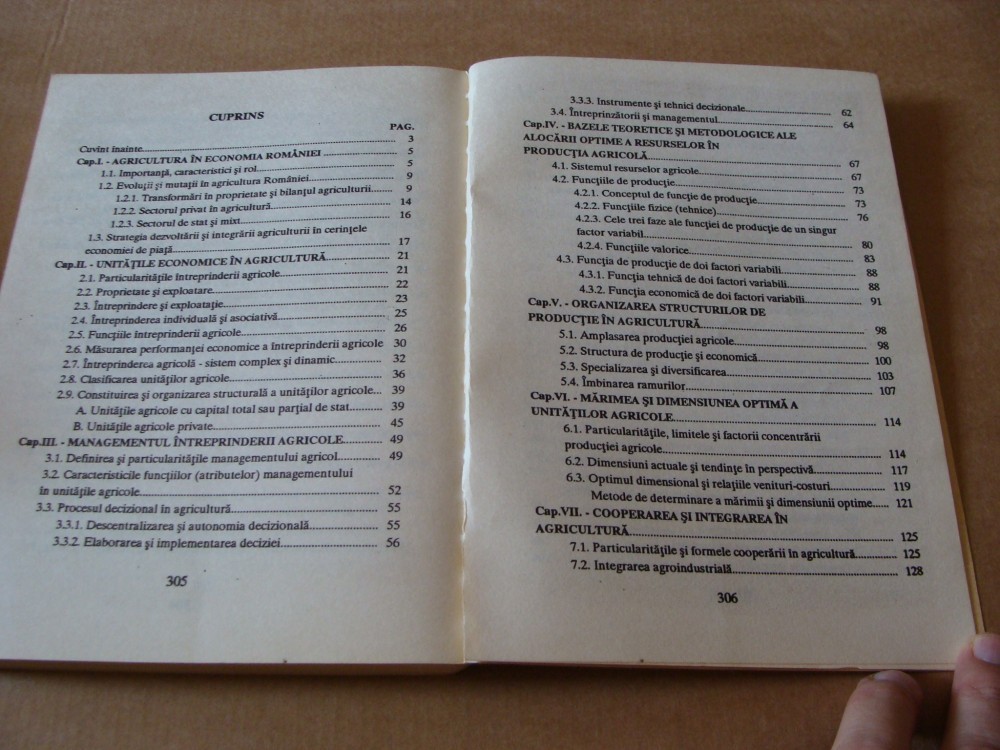 CUPRINS
PAG.
Cuvînt înainte 3
Cap.I. - AGRICULTURA ÎN ECONOMIA ROMÂNIEI 5
1.1. Importanţă, caracteristici şi rol 5
1.2. Evoluţii şi mutaţii în agricultura României 9
1.2.1. Transformări în proprietate şi bilanţul agriculturii 9
1.2.2. Sectorul privat în agricultură 14
1.2.3. Sectorul de stat şi mixt 16
1.3. Strategia dezvoltării şi integrării agriculturii în cerinţele
economiei de piaţă 17
Cap.II. - UNITĂŢILE ECONOMICE ÎN AGRICULTURĂ 21
2.1. Particularităţile întreprinderii agricole 21
2.2. Proprietate şi exploatare 22
2.3. Întreprindere şi exploataţie 23
2.4. Întreprinderea individuală şi asociativă 25
2.5. Funcţiile întreprinderii agricole 26
2.6. Măsurarea performanţei economice a întreprinderii agricole 30
2.7. Întreprinderea agricolă - sistem complex şi dinamic 32
2.8. Clasificarea unităţilor agricole 36
2.9. Constituirea şi organizarea structurală a unităţilor agricole 39
A. Unităţile agricole cu capital total sau parţial de stat 39
B. Unităţile agricole private 45
Cap.III. - MANAGEMENTUL ÎNTREPRINDERII AGRICOLE 49
3.1. Definirea şi particularităţile managementului agricol 49
3.2. Caracteristicile funcţiilor (atributelor) managementului
în unităţile agricole 52
3.3. Procesul decizional în agricultură 55
3.3.1. Descentralizarea şi autonomia decizională 55
3.3.2. Elaborarea şi implementarea deciziei 56
305
3.3.3. Instrumente şi tehnici decizionale 62
3.4. Întreprinzătorii şi managementul 64
Cap.IV. - BAZELE TEORETICE ŞI METODOLOGICE ALE
ALOCĂRII OPTIME A RESURSELOR ÎN
PRODUCŢIA AGRICOLĂ 67
4.1. Sistemul resurselor agricole 67
4.2. Funcţiile de producţie 73
4.2.1. Conceptul de funcţie de producţie 73
4.2.2. Funcţiile fizice (tehnice) 76
4.2.3. Cele trei faze ale funcţiei de producţie de un singur
factor variabil 80
4.2.4. Funcţiile valorice 83
4.3. Funcţia de producţie de doi factori variabili 88
4.3.1. Funcţia tehnică de doi factori variabili 88
4.3.2. Funcţia economică de doi factori variabili 91
Cap.V. - ORGANIZAREA STRUCTURILOR DE
PRODUCŢIE ÎN AGRICULTURĂ 98
5.1. Amplasarea producţiei agricole 98
5.2. Structura de producţie şi economică 100
5.3. Specializarea şi diversificarea 103
5.4. Îmbinarea ramurilor 107
Cap.VI. - MĂRIMEA ŞI DIMENSIUNEA OPTIMĂ A
UNITĂŢILOR AGRICOLE 114
6.1. Particularităţile, limitele şi factorii concentrării
producţiei agricole 114
6.2. Dimensiuni actuale şi tendinţe în perspectivă 117
6.3. Optimul dimensional şi relaţiile venituri-costuri 119
Metode de determinare a mărimii şi dimensiunii optime 121
Cap.VII. - COOPERAREA ŞI INTEGRAREA ÎN
AGRICULTURĂ 125
7.1. Particularităţile şi formele cooperării în agricultură 125
7.2. Integrarea agroindustrială 128
306